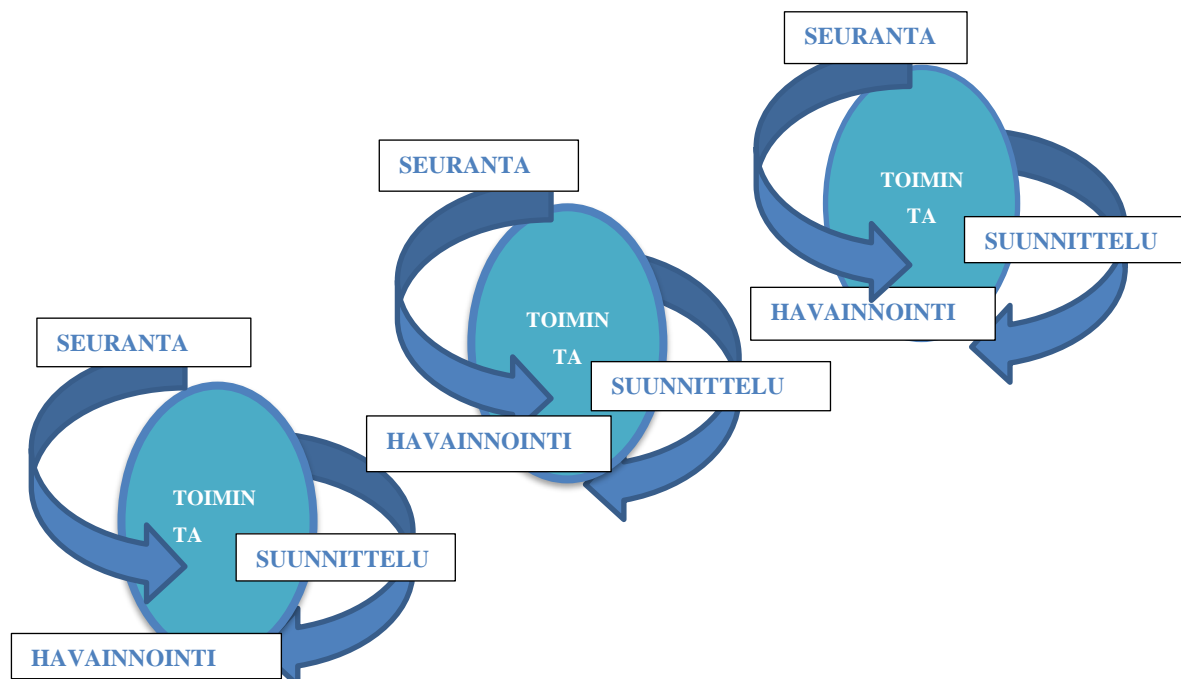 SEURANTA
TOIMIN
TA
SUUNNITTELU
HAVAINNOINTI
SEURANTA
TOIMIN
TA
SUUNNITTELU
HAVAINNOINTI
SEURANTA
TOIMIN
TA
SUUNNITTELU
HAVAINNOINTI